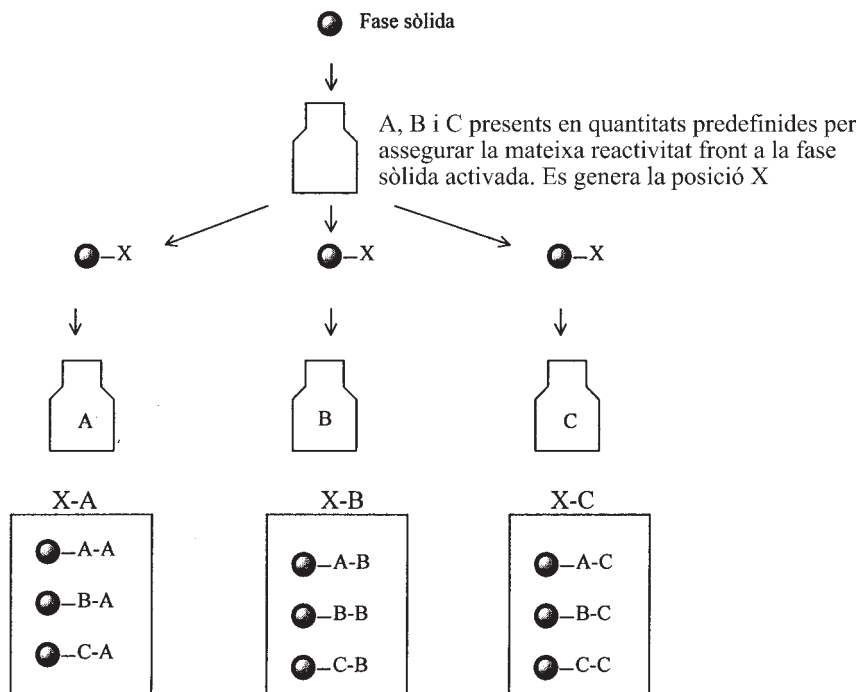 Fase sòlida
A, B i C presents en quantitats predefinides per
assegurar la mateixa reactivitat front a la fase
sòlida activada. Es genera la posició X
X
X
X
A
B
C
X-A
X-B
X-C
A-A
B-A
C-A
A-B
B-B
C-B
A-C
B-C
C-C